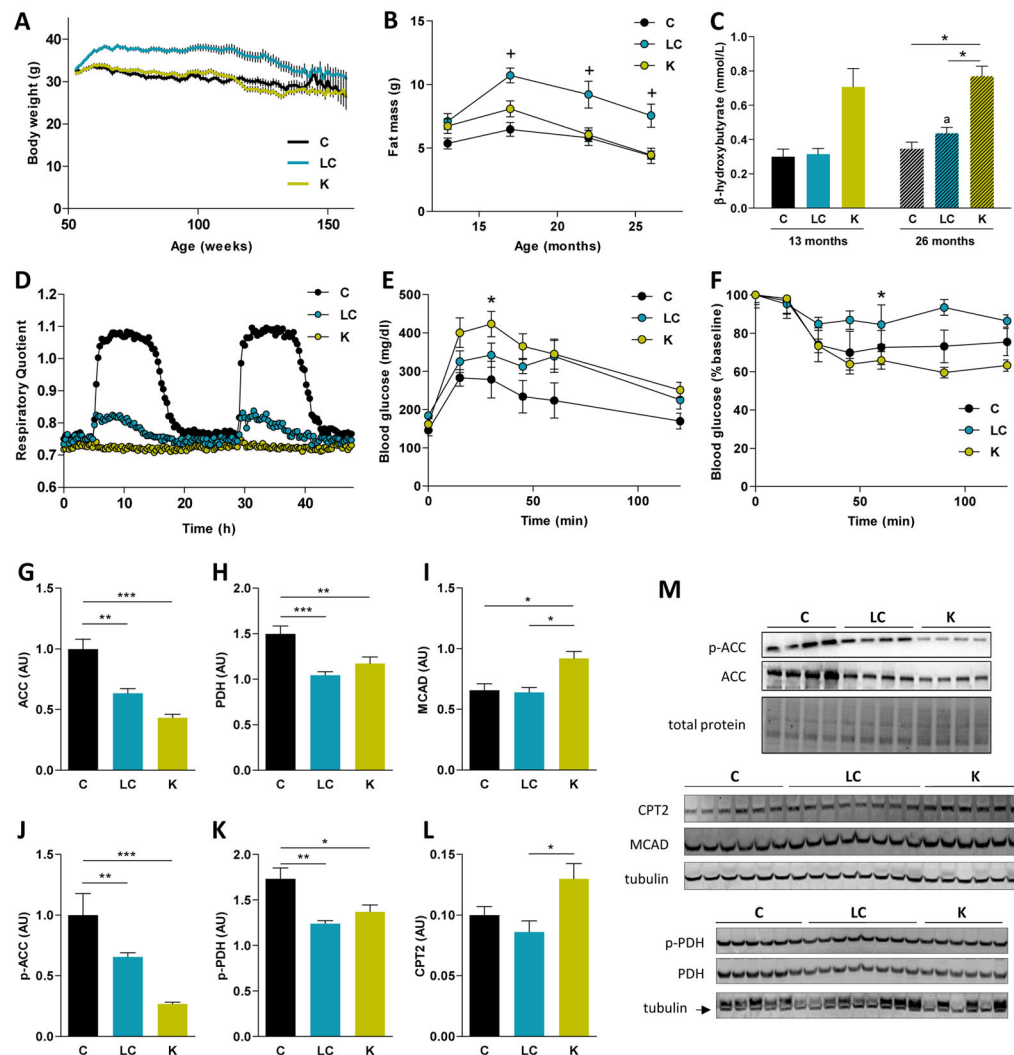 A
Body weight (g)
50
40
30
20
10
0
50
100
150
Age (weeks)
C
LC
K
B
Fat mass (g)
15
10
5
0
15
20
25
Age (months)
+
+
+
C
LC
K
C
β-hydroxybutyrate (mmol/L)
1.0
0.8
0.6
0.4
0.2
0.0
*
*
a
C LC K
C LC K
13 months
26 months
D
Respiratory Quotient
1.2
1.1
1.0
0.9
0.8
0.7
0.6
0
10
20
30
40
Time (h)
C
LC
K
E
Blood glucose (mg/dl)
500
400
300
200
100
0
0
50
100
Time (min)
*
C
LC
K
F
Blood glucose (% baseline)
100
80
60
40
20
0
0
50
100
Time (min)
*
C
LC
K
G
ACC (AU)
1.5
1.0
0.5
0.0
***
**
C LC K
H
PDH (AU)
2.0
1.5
1.0
0.5
0.0
**
***
C LC K
I
MCAD (AU)
1.5
1.0
0.5
0.0
*
*
C LC K
J
p-ACC (AU)
1.5
1.0
0.5
0.0
***
**
C LC K
K
p-PDH (AU)
2.0
1.5
1.0
0.5
0.0
*
**
C LC K
L
CPT2 (AU)
0.20
0.15
0.10
0.05
0.00
*
C LC K
M
C LC K
p-ACC
ACC
total protein
C LC K
CPT2
MCAD
tubulin
C LC K
p-PDH
PDH
tubulin